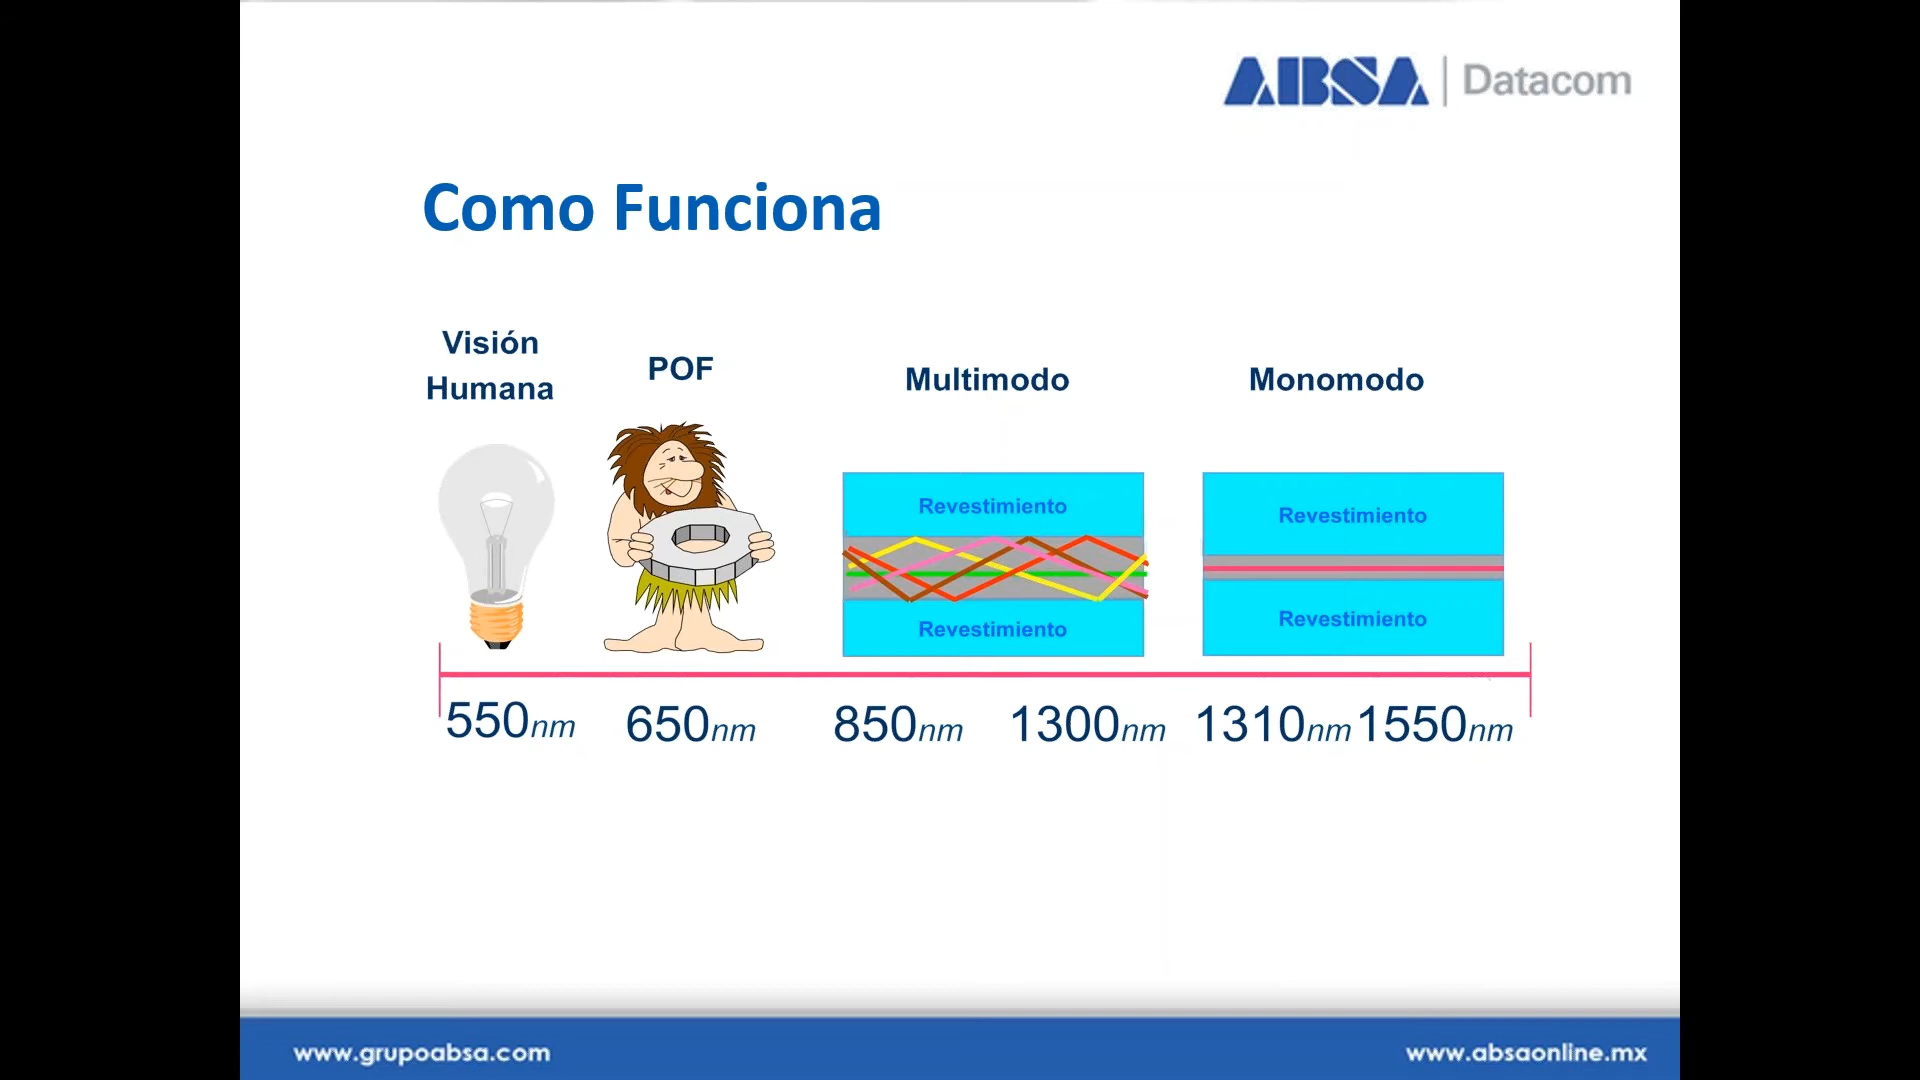 ABSA | Datacom
Como Funciona
Visión
Humana
POF
Multimodo
Monomodo
Revestimiento
Revestimiento
Revestimiento
Revestimiento
550nm
650nm
850nm
1300nm
1310nm
1550nm
www.grupoabsa.com
www.absaonline.mx